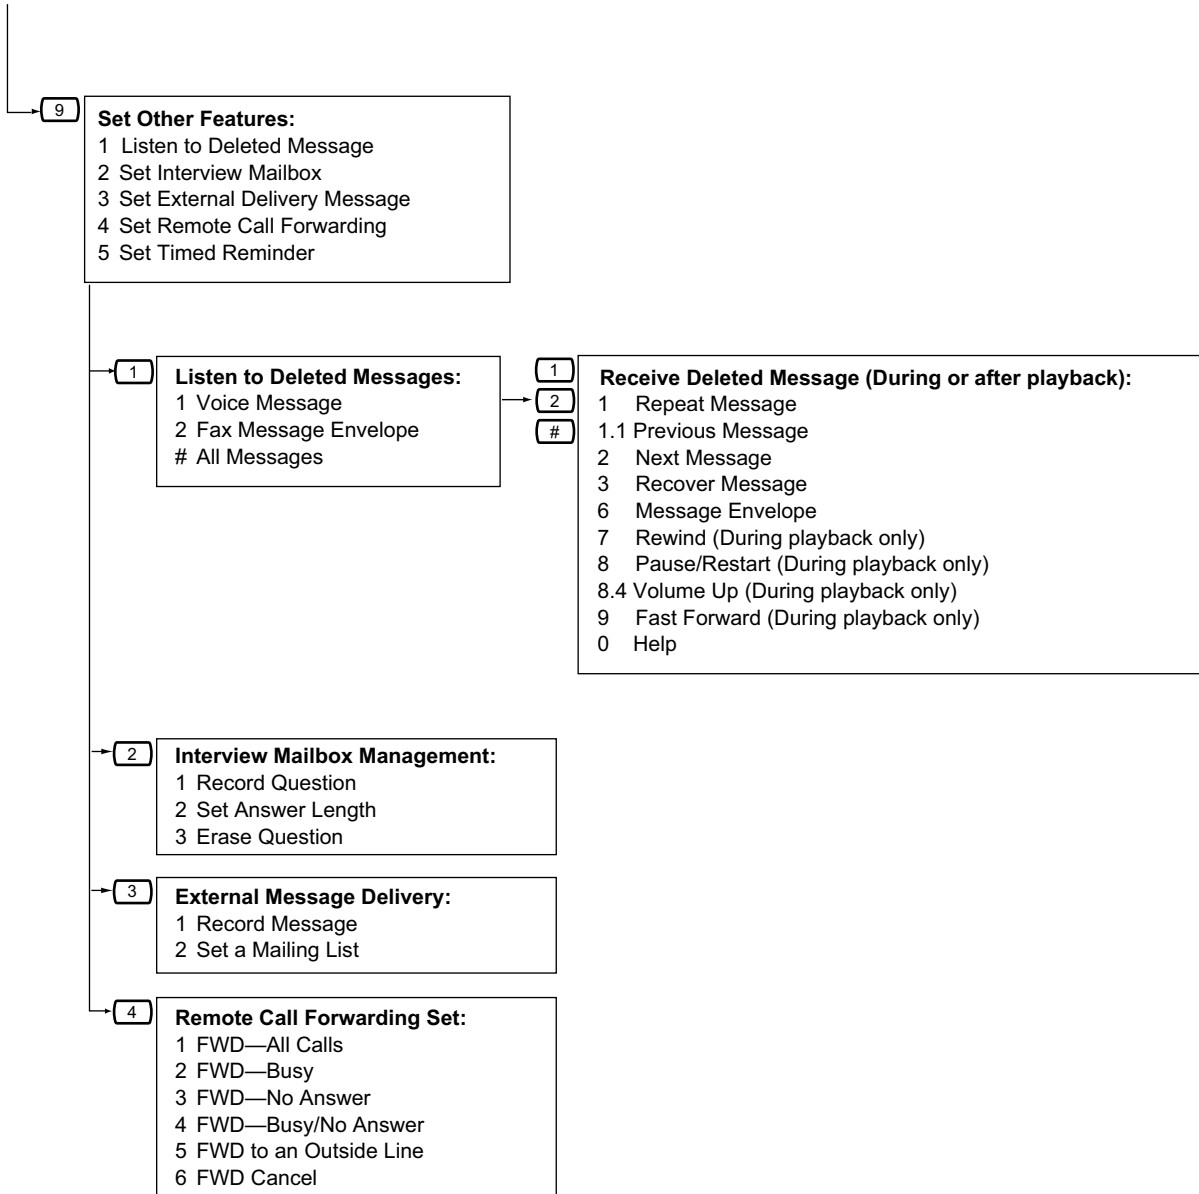 9
Set Other Features:
1 Listen to Deleted Message
2 Set Interview Mailbox
3 Set External Delivery Message
4 Set Remote Call Forwarding
5 Set Timed Reminder
1
Listen to Deleted Messages:
1 Voice Message
2 Fax Message Envelope
# All Messages
1
2
#
Receive Deleted Message (During or after playback):
1 Repeat Message
1.1 Previous Message
2 Next Message
3 Recover Message
6 Message Envelope
7 Rewind (During playback only)
8 Pause/Restart (During playback only)
8.4 Volume Up (During playback only)
9 Fast Forward (During playback only)
0 Help
2
Interview Mailbox Management:
1 Record Question
2 Set Answer Length
3 Erase Question
3
External Message Delivery:
1 Record Message
2 Set a Mailing List
4
Remote Call Forwarding Set:
1 FWD—All Calls
2 FWD—Busy
3 FWD—No Answer
4 FWD—Busy/No Answer
5 FWD to an Outside Line
6 FWD Cancel